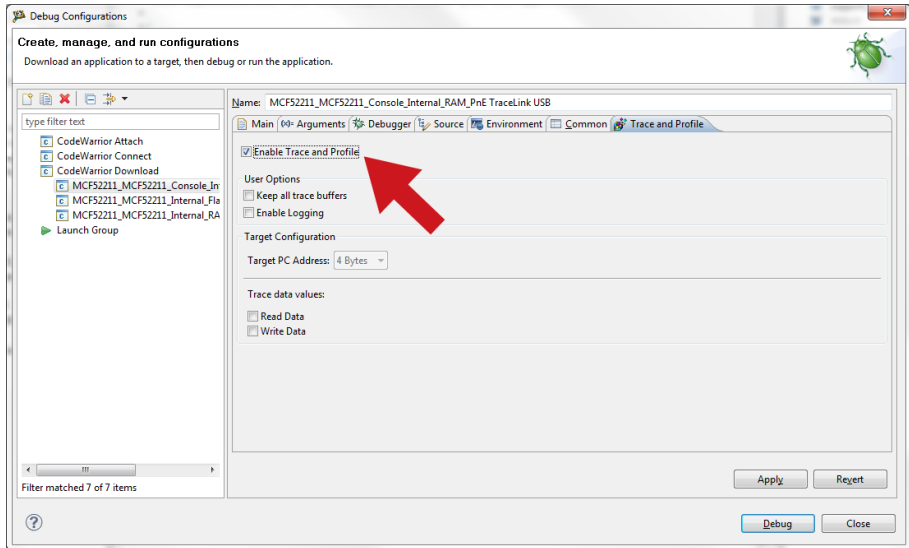 Debug Configurations
Create, manage, and run configurations
Download an application to a target, then debug or run the application.
type filter text
CodeWarrior Attach
CodeWarrior Connect
CodeWarrior Download
MCF52211_MCF52211_Console_In
MCF52211_MCF52211_Internal_Fla
MCF52211_MCF52211_Internal_RA
Launch Group
Filter matched 7 of 7 items
Name: MCF52211_MCF52211_Console_Internal_RAM_PnE TraceLink USB
Main (x)= Arguments Debugger Source Environment Common Trace and Profile
Enable Trace and Profile
User Options
Keep all trace buffers
Enable Logging
Target Configuration
Target PC Address: 4 Bytes
Trace data values:
Read Data
Write Data
Apply Revert
? Debug Close